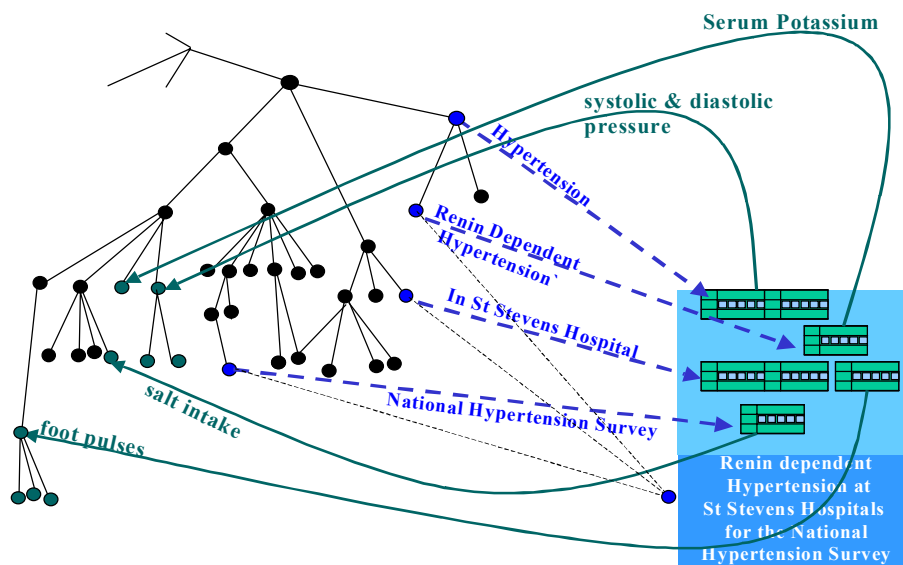 Serum Potassium
systolic & diastolic
pressure
Hypertension
Renin Dependent
Hypertension`
In St Stevens Hospital
National Hypertension Survey
salt intake
foot pulses
Renin dependent
Hypertension at
St Stevens Hospitals
for the National
Hypertension Survey